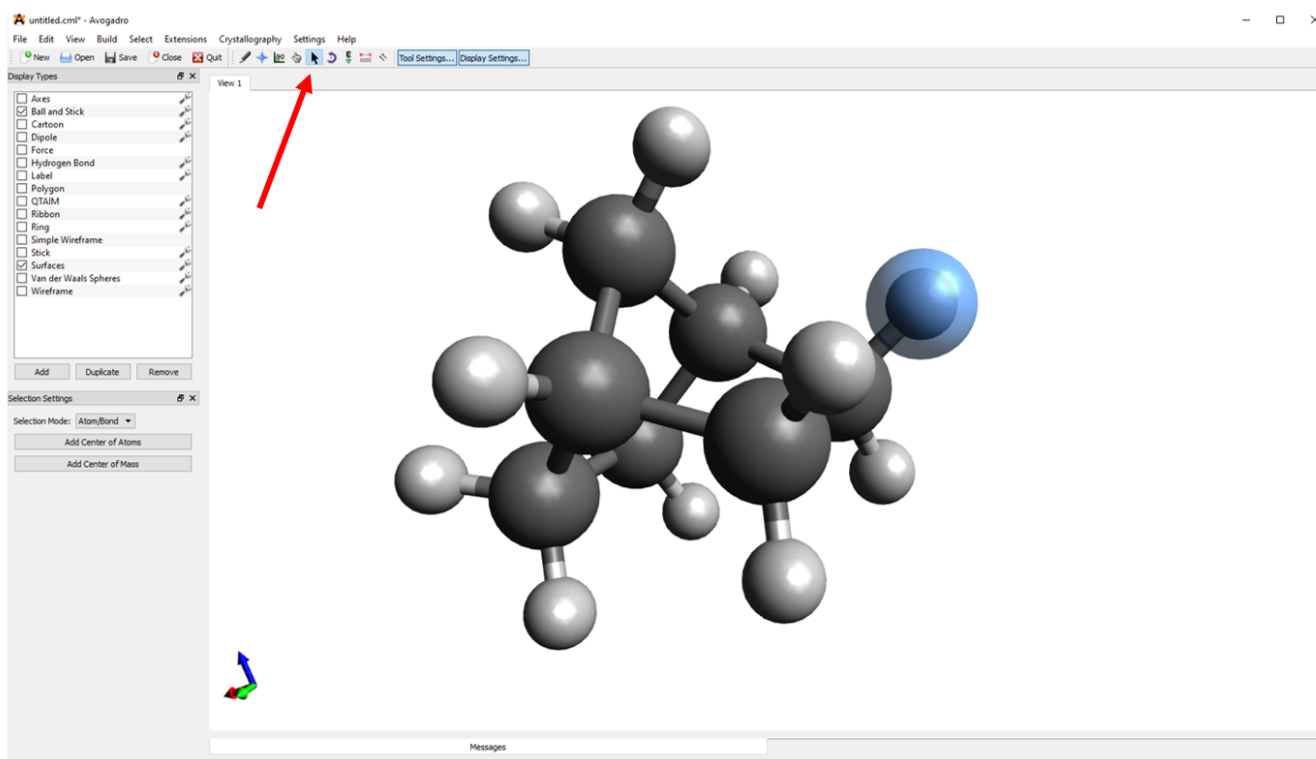 untitled.cml* - Avogadro
File Edit View Build Select Extensions Crystallography Settings Help
New Open Save Close Quit Tool Settings... Display Settings...
Display Types
View 1
Axes
Ball and Stick
Cartoon
Dipole
Force
Hydrogen Bond
Label
Polygon
QTAIM
Ribbon
Ring
Simple Wireframe
Stick
Surfaces
Van der Waals Spheres
Wireframe
Add Duplicate Remove
Selection Settings
Selection Mode: Atom/Bond
Add Center of Atoms
Add Center of Mass
Messages